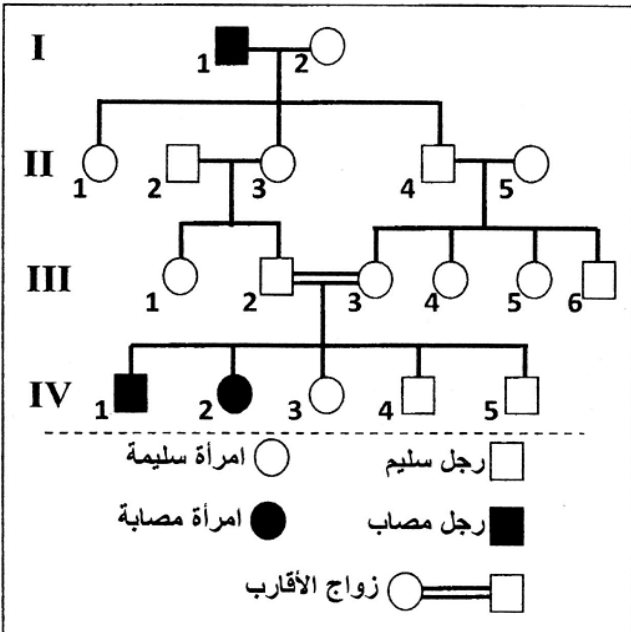 I
1 2
II
1 2 3 4 5
III
1 2 3 4 5 6
IV
1 2 3 4 5
رجل سليم امرأة سليمة
رجل مصاب امرأة مصابة
زواج الأقارب